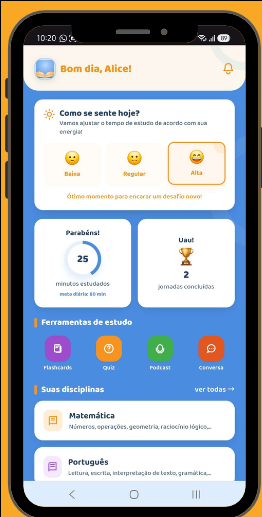 10:20
Bom dia, Alice!
Como se sente hoje?
Vamos ajustar o tempo de estudo de acordo com sua
energia!
Baixa Regular Alta
Ótimo momento para encarar um desafio novo!
Parabéns!
25
minutos estudados
meta diária: 60 min
Uau!
2
jornadas concluídas
Ferramentas de estudo
Flashcards Quiz Podcast Conversa
Suas disciplinas ver todas →
Matemática
Números, operações, geometria, raciocínio lógico,...
Português
Leitura, escrita, interpretação de texto, gramática,...